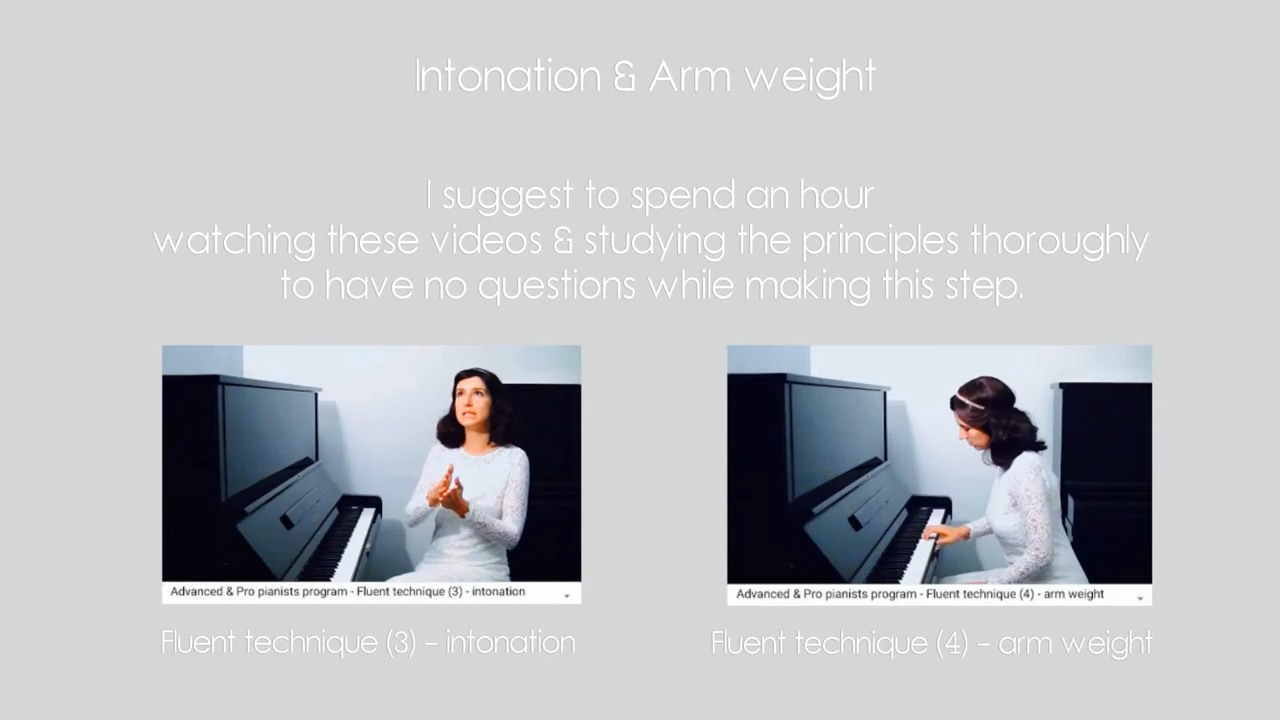 Intonation & Arm weight
I suggest to spend an hour
watching these videos & studying the principles thoroughly
to have no questions while making this step.
Advanced & Pro pianists program - Fluent technique (3) - intonation
Advanced & Pro pianists program - Fluent technique (4) - arm weight
Fluent technique (3) – intonation
Fluent technique (4) – arm weight